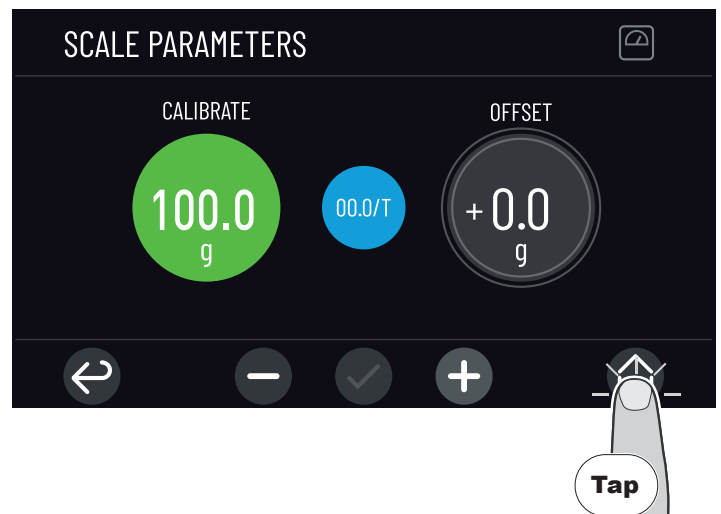 SCALE PARAMETERS
CALIBRATE
OFFSET
100.0
g
00.0/T
+0.0
g
Tap